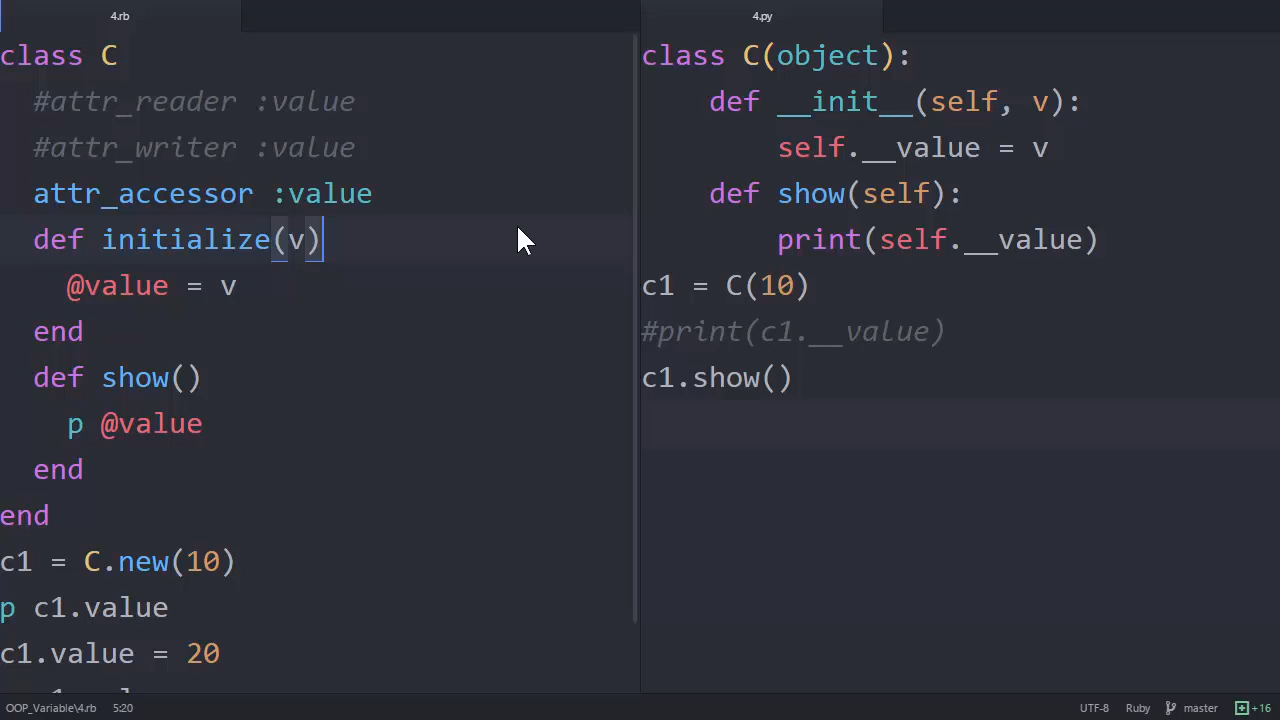 4.rb
class C
  #attr_reader :value
  #attr_writer :value
  attr_accessor :value
  def initialize(v)
    @value = v
  end
  def show()
    p @value
  end
end
c1 = C.new(10)
p c1.value
c1.value = 20
4.py
class C(object):
    def __init__(self, v):
        self.__value = v
    def show(self):
        print(self.__value)
c1 = C(10)
#print(c1.__value)
c1.show()
OOP_Variable\4.rb 5:20 UTF-8 Ruby master +16